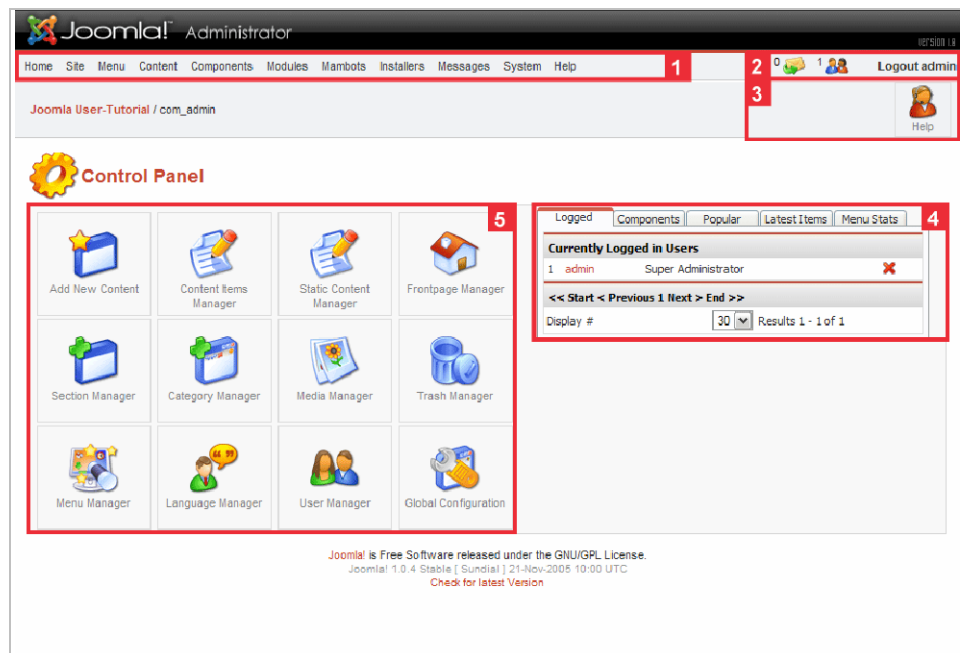 Joomla!™ Administrator
Version 1.0
Home Site Menu Content Components Modules Mambots Installers Messages System Help 1 2 0 1 Logout admin
Joomla User-Tutorial / com_admin 3
Help
Control Panel
5
Logged Components Popular Latest Items Menu Stats 4
Currently Logged in Users
1 admin Super Administrator
<< Start < Previous 1 Next > End >>
Display # 30 Results 1 - 1 of 1
Add New Content
Content Items
Manager
Static Content
Manager
Frontpage Manager
Section Manager
Category Manager
Media Manager
Trash Manager
Menu Manager
Language Manager
User Manager
Global Configuration
Joomla! is Free Software released under the GNU/GPL License.
Joomla! 1.0.4 Stable [ Sundial ] 21-Nov-2005 10:00 UTC
Check for latest Version